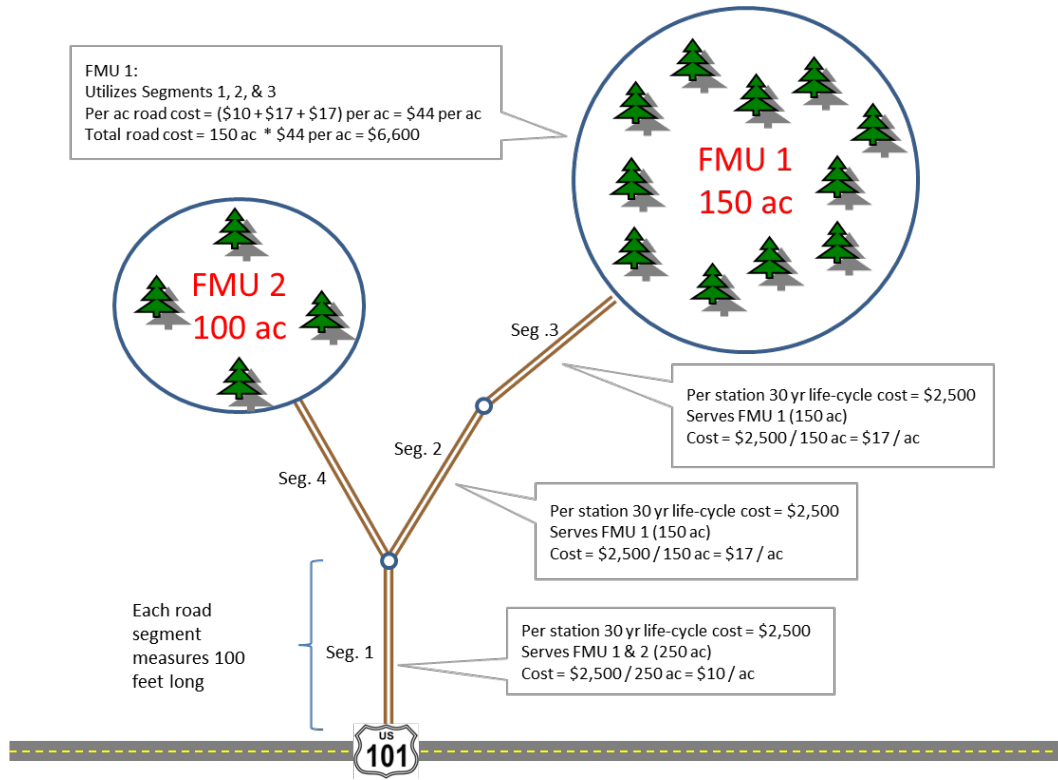 FMU 1:
Utilizes Segments 1, 2, & 3
Per ac road cost = ($10 + $17 + $17) per ac = $44 per ac
Total road cost = 150 ac * $44 per ac = $6,600
FMU 1
150 ac
FMU 2
100 ac
Seg .3
Per station 30 yr life-cycle cost = $2,500
Serves FMU 1 (150 ac)
Cost = $2,500 / 150 ac = $17 / ac
Seg. 2
Seg. 4
Per station 30 yr life-cycle cost = $2,500
Serves FMU 1 (150 ac)
Cost = $2,500 / 150 ac = $17 / ac
Each road
segment
measures 100
feet long
Seg. 1
Per station 30 yr life-cycle cost = $2,500
Serves FMU 1 & 2 (250 ac)
Cost = $2,500 / 250 ac = $10 / ac
US
101